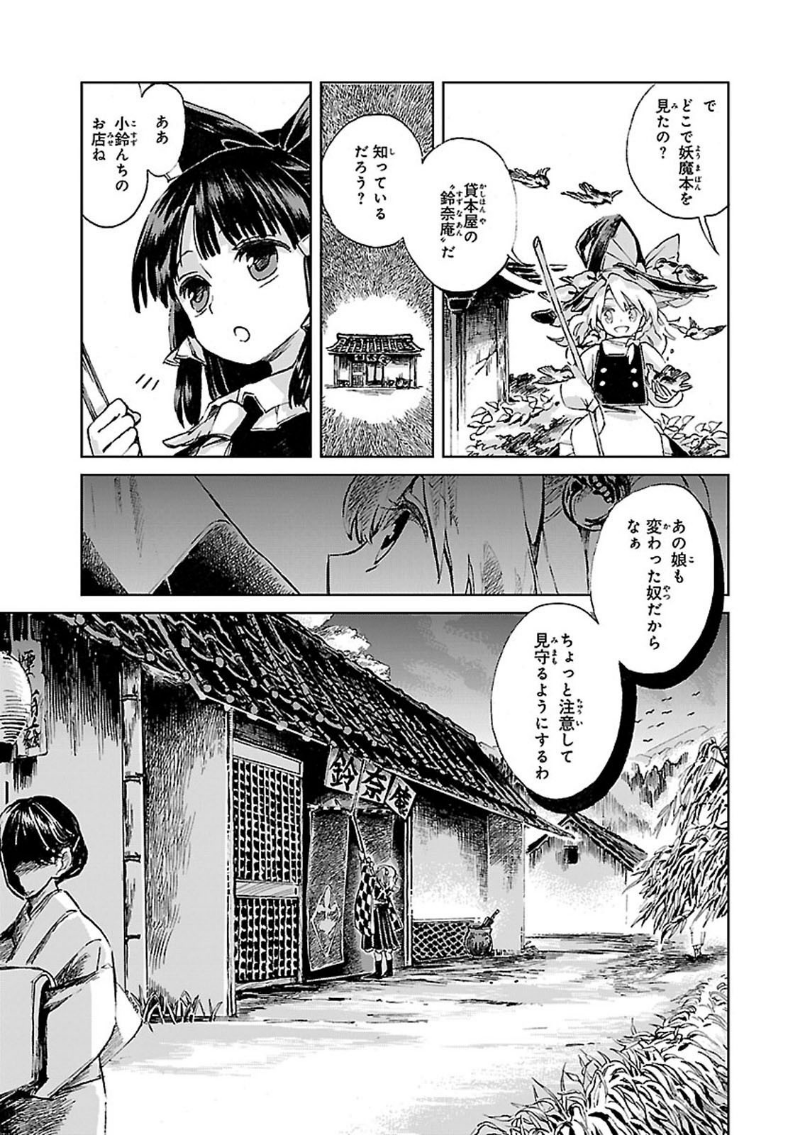 で
どこで妖魔本を
見たの？
貸本屋の
〝鈴奈庵〟だ
知っている
だろう？
ああ
小鈴んちの
お店ね
あの娘も
変わった奴だから
なぁ
ちょっと注意して
見守るようにするわ
鈴奈庵